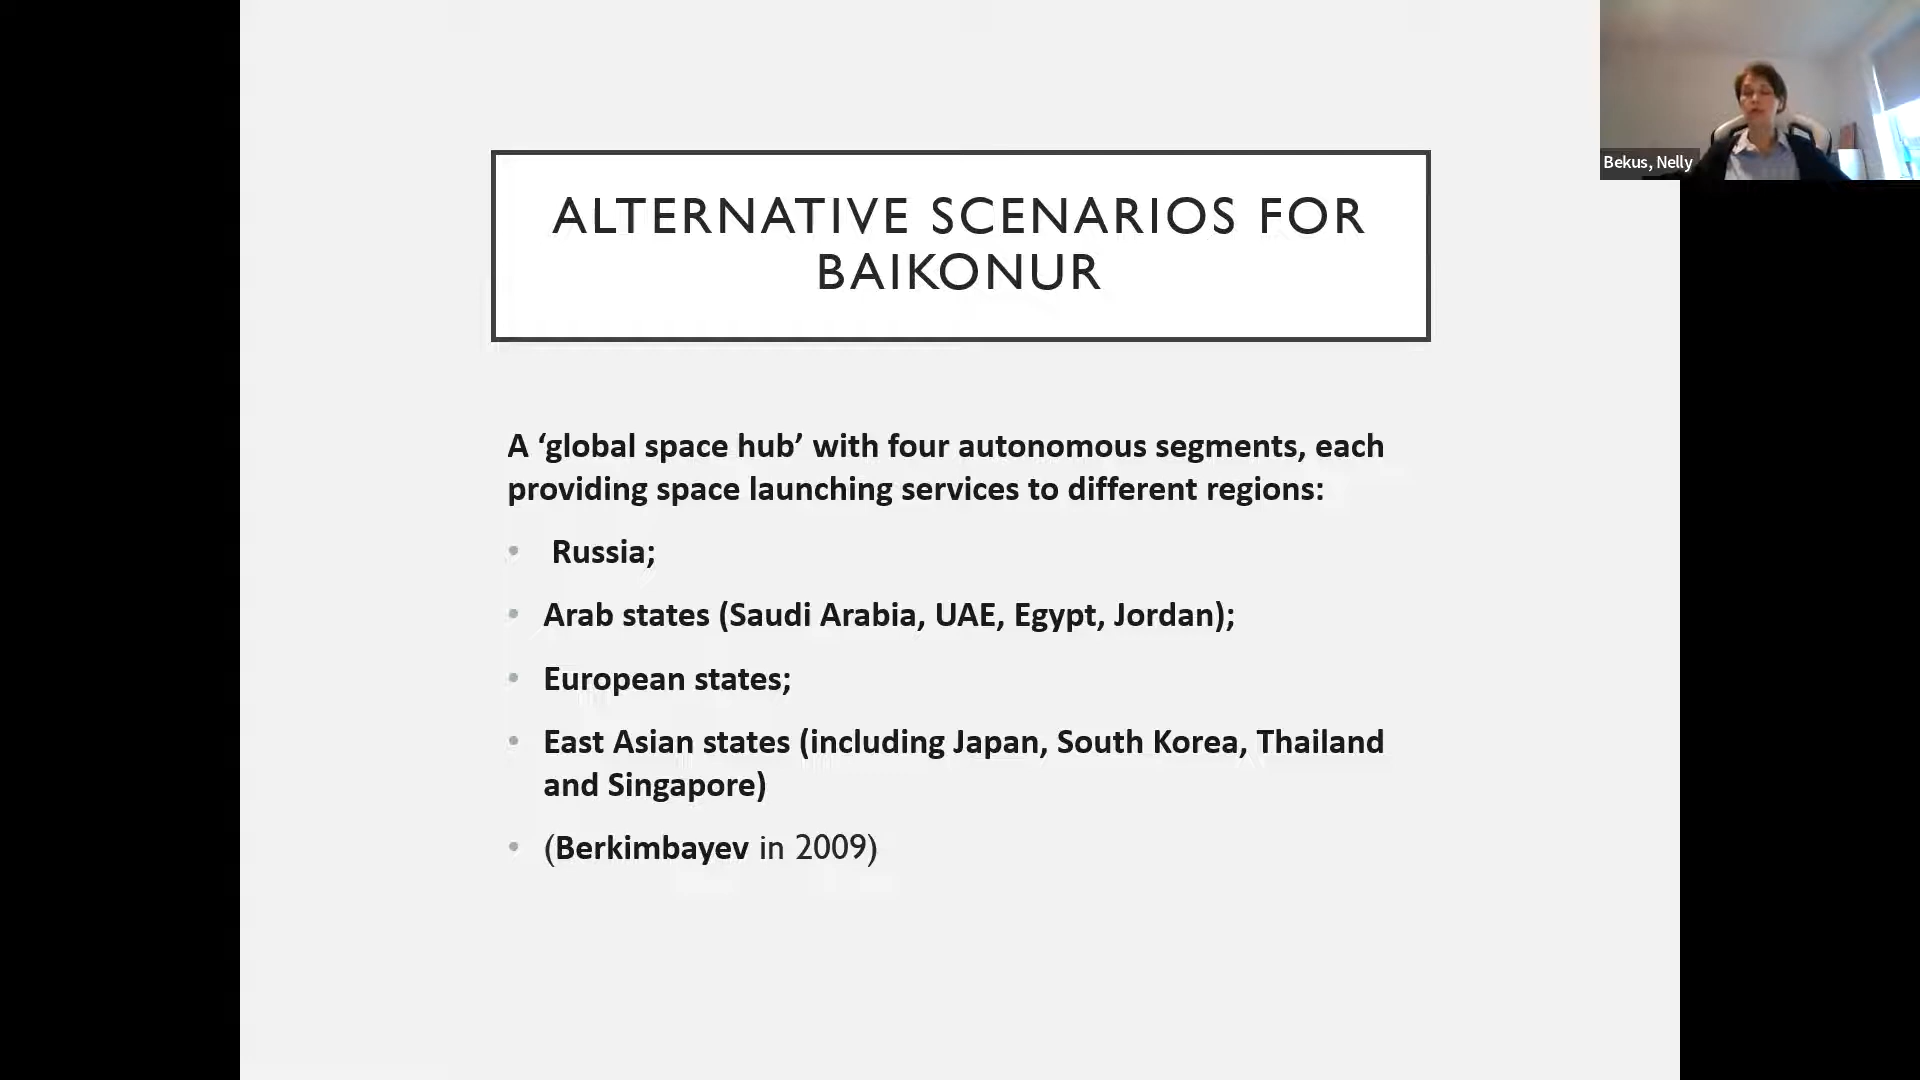 ALTERNATIVE SCENARIOS FOR
BAIKONUR
A ‘global space hub’ with four autonomous segments, each
providing space launching services to different regions:
• Russia;
• Arab states (Saudi Arabia, UAE, Egypt, Jordan);
• European states;
• East Asian states (including Japan, South Korea, Thailand
and Singapore)
• (Berkimbayev in 2009)
Bekus, Nelly